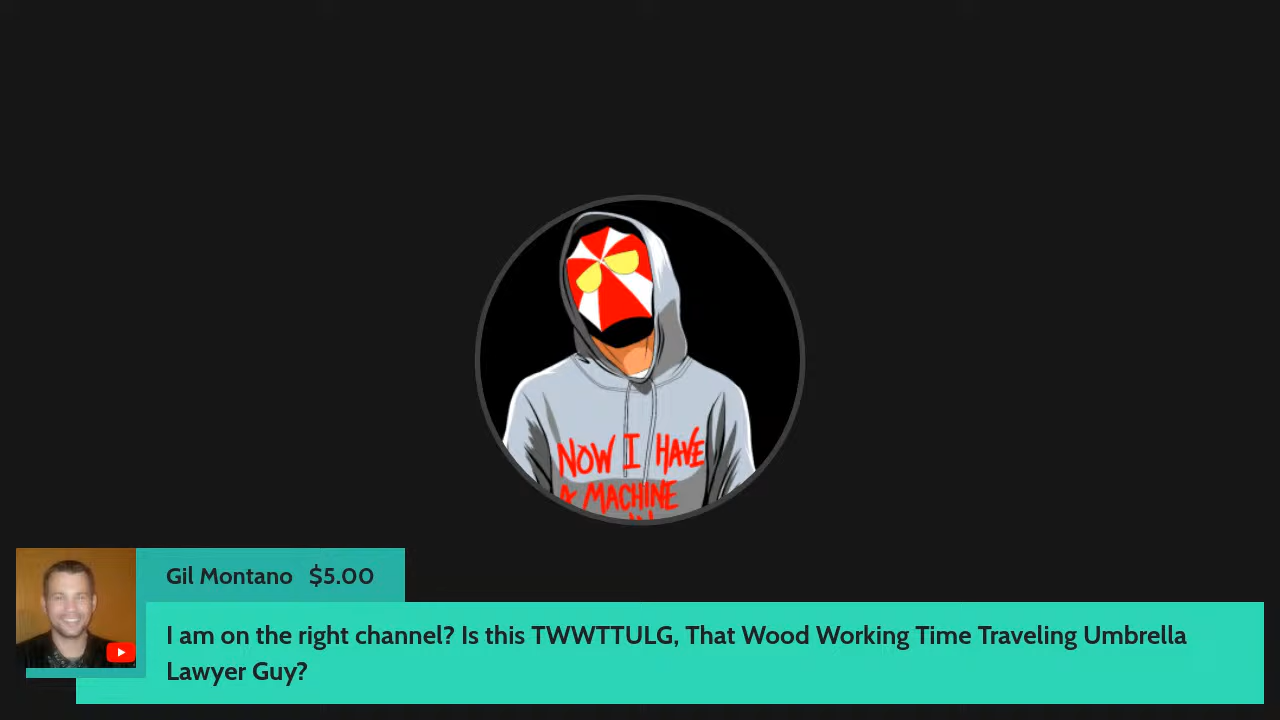 NOW I HAVE
A MACHINE
Gil Montano $5.00
I am on the right channel? Is this TWWTTULG, That Wood Working Time Traveling Umbrella
Lawyer Guy?